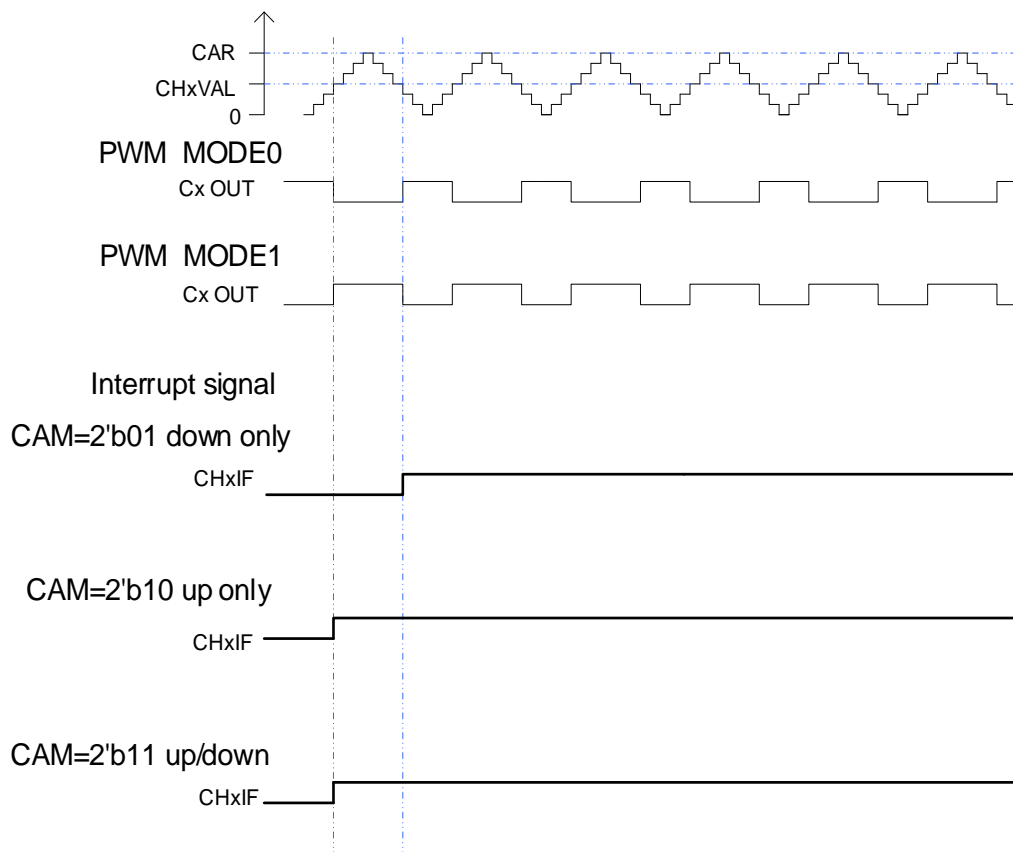 CAR
CHxVAL
0
PWM MODE0
Cx OUT
PWM MODE1
Cx OUT
Interrupt signal
CAM=2'b01 down only
CHxIF
CAM=2'b10 up only
CHxIF
CAM=2'b11 up/down
CHxIF